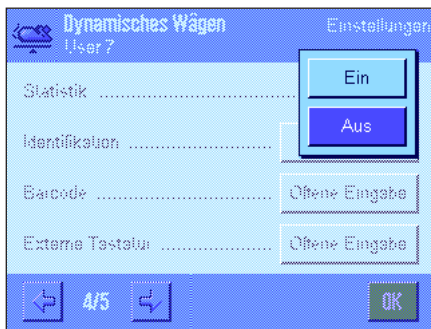 Dynamisches Wägen Einstellungen
User 7
Statistik ........................ Ein
Aus
Identifikation ........................
Barcode ........................ Offene Eingabe
Externe Tastatur ........................ Offene Eingabe
4/5 OK